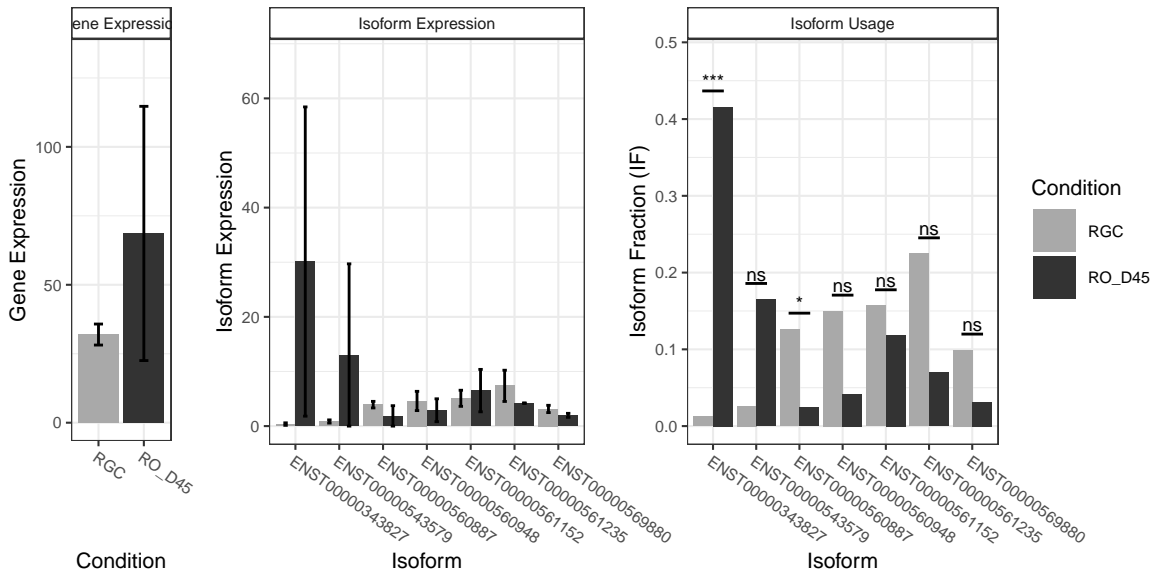 ene Expressio
Gene Expression
100
50
0
RGC
RO_D45
Condition
Isoform Expression
Isoform Expression
60
40
20
0
ENST00000343827
ENST00000543579
ENST00000560887
ENST00000560948
ENST00000561152
ENST00000561235
ENST00000569880
Isoform
Isoform Usage
Isoform Fraction (IF)
0.5
0.4
0.3
0.2
0.1
0.0
***
ns
*
ns
ns
ns
ns
ENST00000343827
ENST00000543579
ENST00000560887
ENST00000560948
ENST00000561152
ENST00000561235
ENST00000569880
Isoform
Condition
RGC
RO_D45